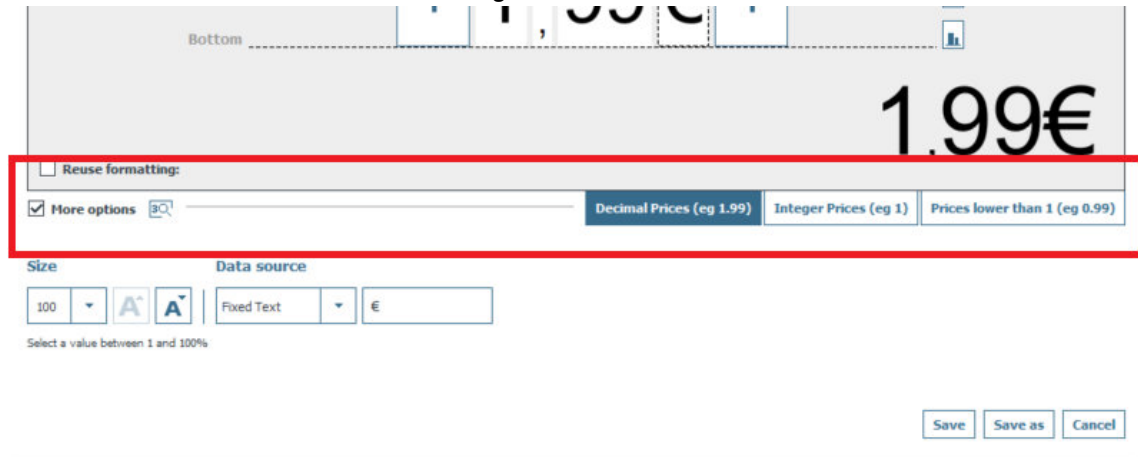 1,99€
Bottom
1,99€
Reuse formatting:
More options
Decimal Prices (eg 1.99) Integer Prices (eg 1) Prices lower than 1 (eg 0.99)
Size Data source
100 A A Fixed Text €
Select a value between 1 and 100%
Save Save as Cancel